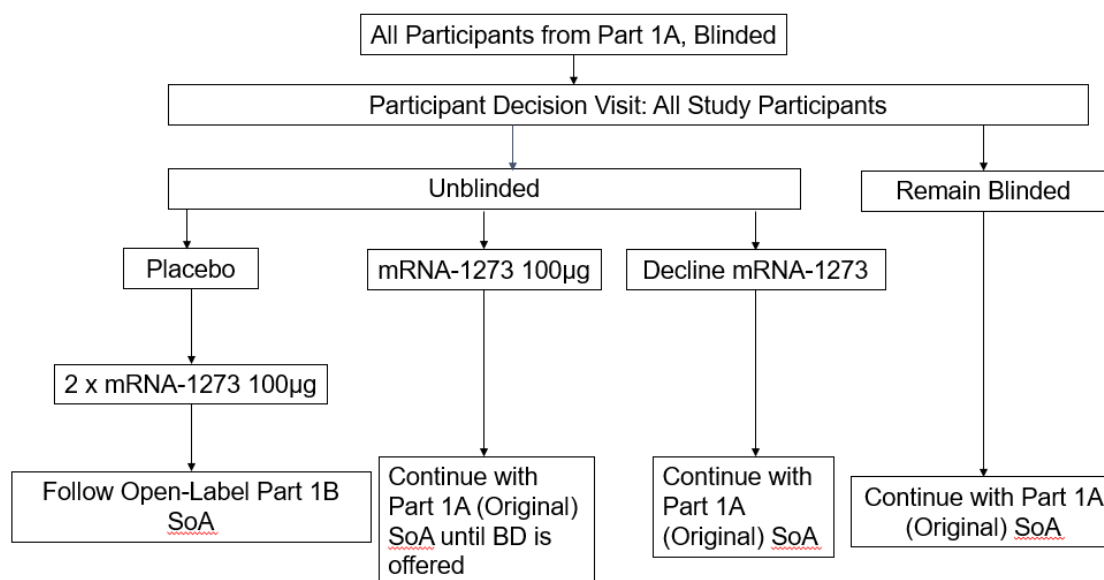 All Participants from Part 1A, Blinded
Participant Decision Visit: All Study Participants
Unblinded
Remain Blinded
Placebo
mRNA-1273 100µg
Decline mRNA-1273
2 x mRNA-1273 100µg
Follow Open-Label Part 1B
SoA
Continue with
Part 1A (Original)
SoA until BD is
offered
Continue with
Part 1A
(Original) SoA
Continue with Part 1A
(Original) SoA